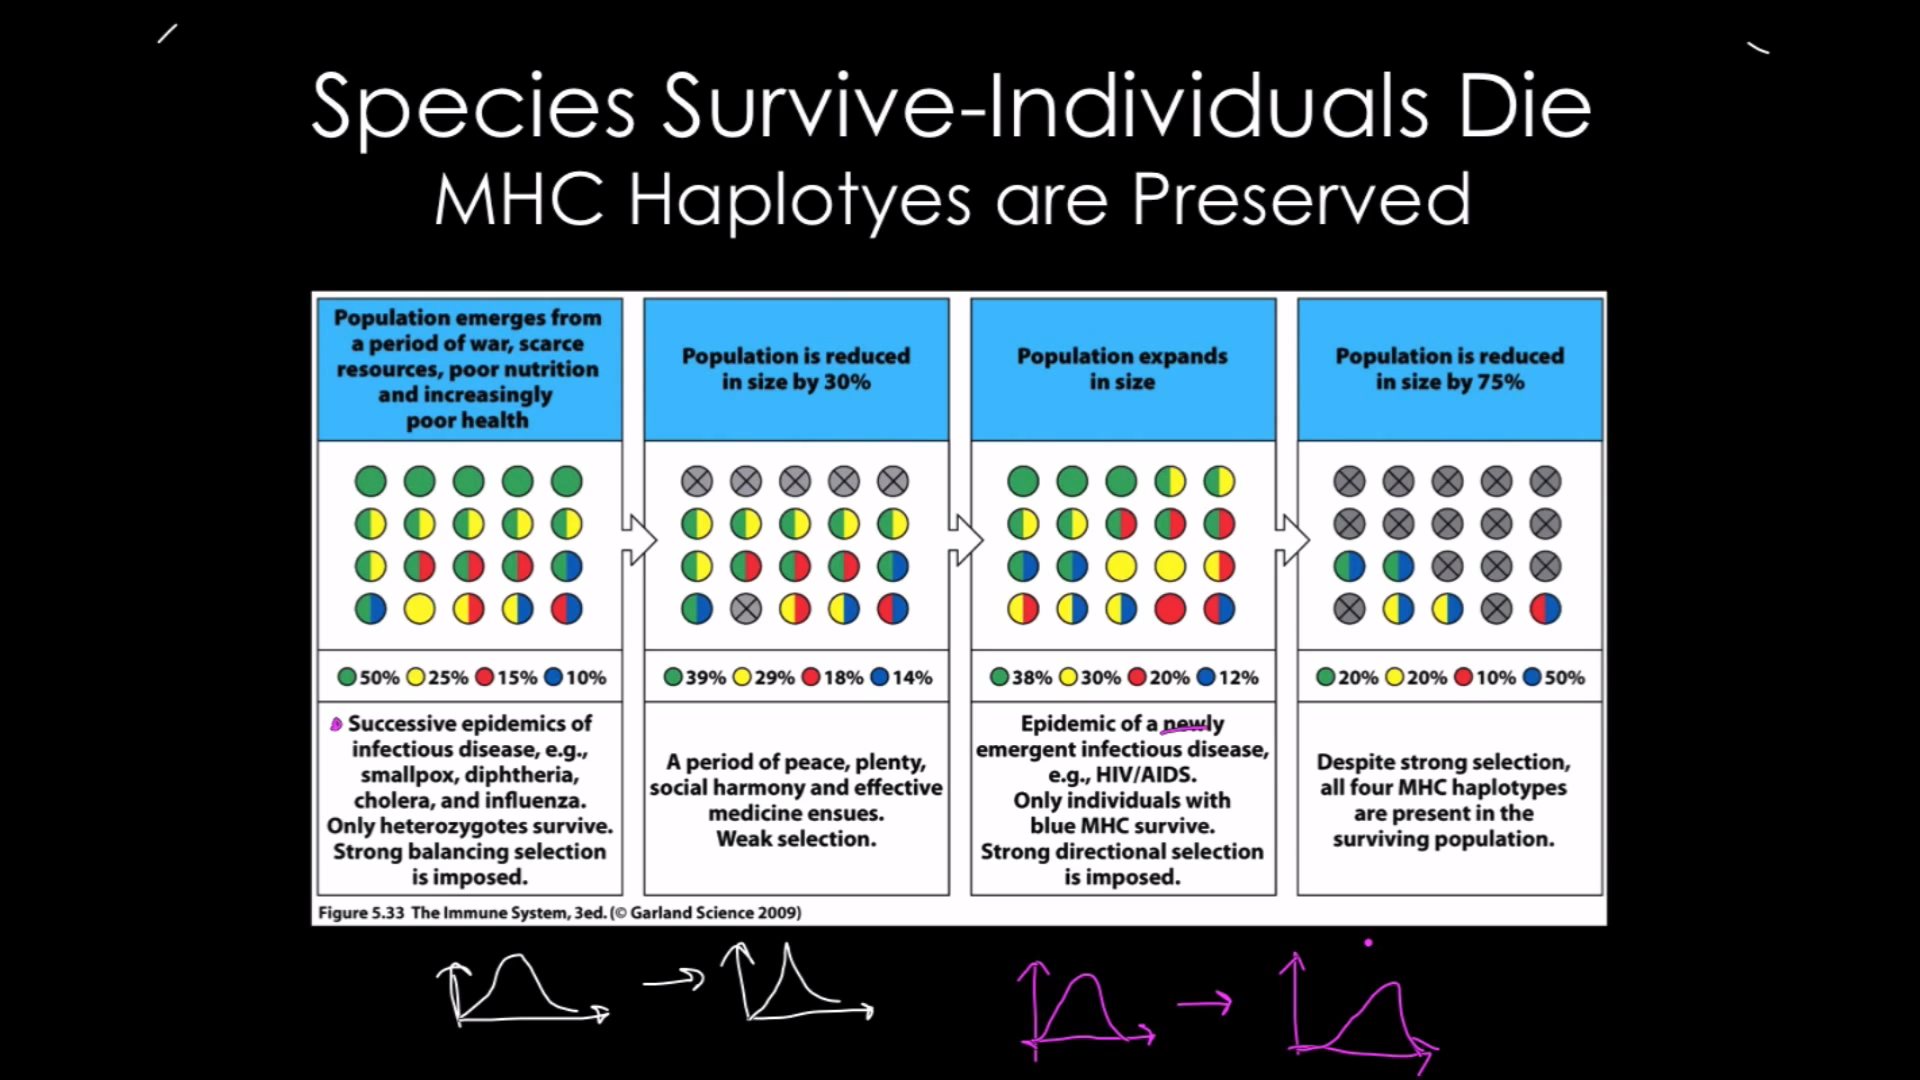 Species Survive-Individuals Die
MHC Haplotyes are Preserved
Population emerges from
a period of war, scarce
resources, poor nutrition
and increasingly
poor health
50% 25% 15% 10%
Successive epidemics of
infectious disease, e.g.,
smallpox, diphtheria,
cholera, and influenza.
Only heterozygotes survive.
Strong balancing selection
is imposed.
Population is reduced
in size by 30%
39% 29% 18% 14%
A period of peace, plenty,
social harmony and effective
medicine ensues.
Weak selection.
Population expands
in size
38% 30% 20% 12%
Epidemic of a newly
emergent infectious disease,
e.g., HIV/AIDS.
Only individuals with
blue MHC survive.
Strong directional selection
is imposed.
Population is reduced
in size by 75%
20% 20% 10% 50%
Despite strong selection,
all four MHC haplotypes
are present in the
surviving population.
Figure 5.33 The Immune System, 3ed. (© Garland Science 2009)